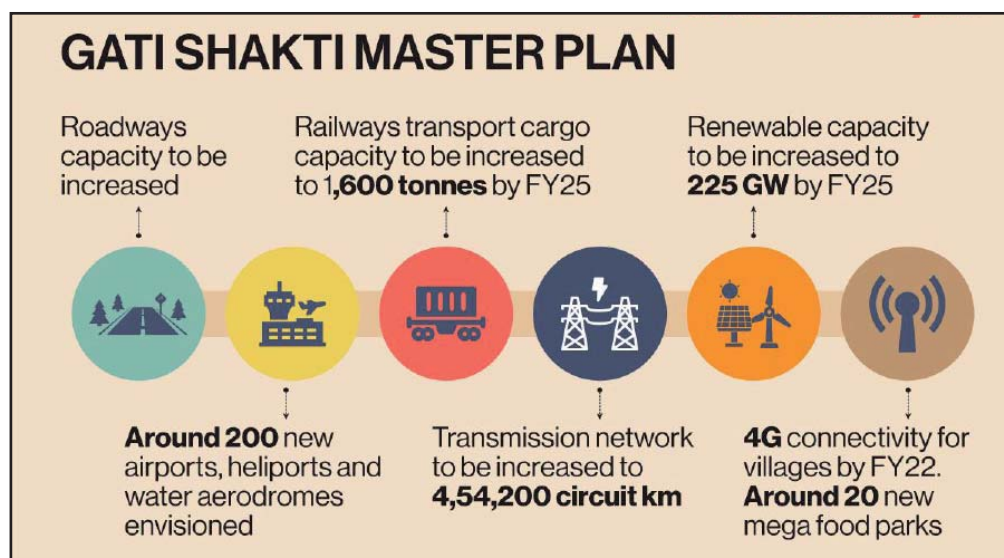 GATI SHAKTI MASTER PLAN
Roadways
capacity to be
increased
Railways transport cargo
capacity to be increased
to 1,600 tonnes by FY25
Renewable capacity
to be increased to
225 GW by FY25
Around 200 new
airports, heliports and
water aerodromes
envisioned
Transmission network
to be increased to
4,54,200 circuit km
4G connectivity for
villages by FY22.
Around 20 new
mega food parks